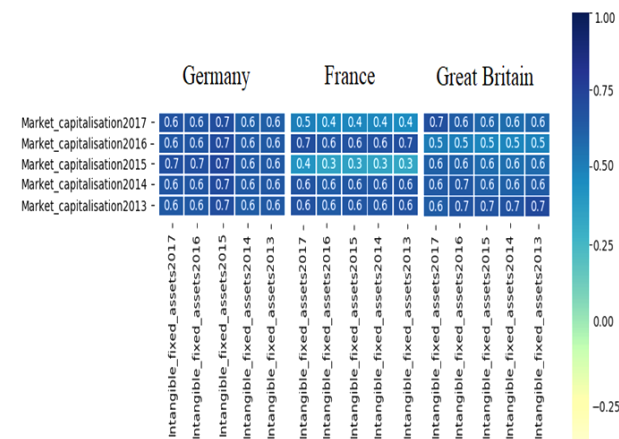 Germany France Great Britain
Market_capitalisation2017 - 0.6 0.6 0.7 0.6 0.6 0.5 0.4 0.4 0.4 0.4 0.7 0.6 0.6 0.6 0.6
Market_capitalisation2016 - 0.6 0.6 0.7 0.6 0.6 0.7 0.6 0.6 0.6 0.7 0.5 0.5 0.5 0.5 0.5
Market_capitalisation2015 - 0.7 0.7 0.7 0.6 0.6 0.4 0.3 0.3 0.3 0.3 0.6 0.6 0.6 0.6 0.6
Market_capitalisation2014 - 0.6 0.6 0.7 0.6 0.6 0.6 0.6 0.6 0.6 0.6 0.6 0.7 0.6 0.6 0.6
Market_capitalisation2013 - 0.6 0.6 0.7 0.6 0.6 0.6 0.6 0.6 0.6 0.6 0.6 0.7 0.7 0.7 0.7
Intangible_fixed_assets2017 -
Intangible_fixed_assets2016 -
Intangible_fixed_assets2015 -
Intangible_fixed_assets2014 -
Intangible_fixed_assets2013 -
Intangible_fixed_assets2017 -
Intangible_fixed_assets2016 -
Intangible_fixed_assets2015 -
Intangible_fixed_assets2014 -
Intangible_fixed_assets2013 -
Intangible_fixed_assets2017 -
Intangible_fixed_assets2016 -
Intangible_fixed_assets2015 -
Intangible_fixed_assets2014 -
Intangible_fixed_assets2013 -
1.00
0.75
0.50
0.25
0.00
−0.25